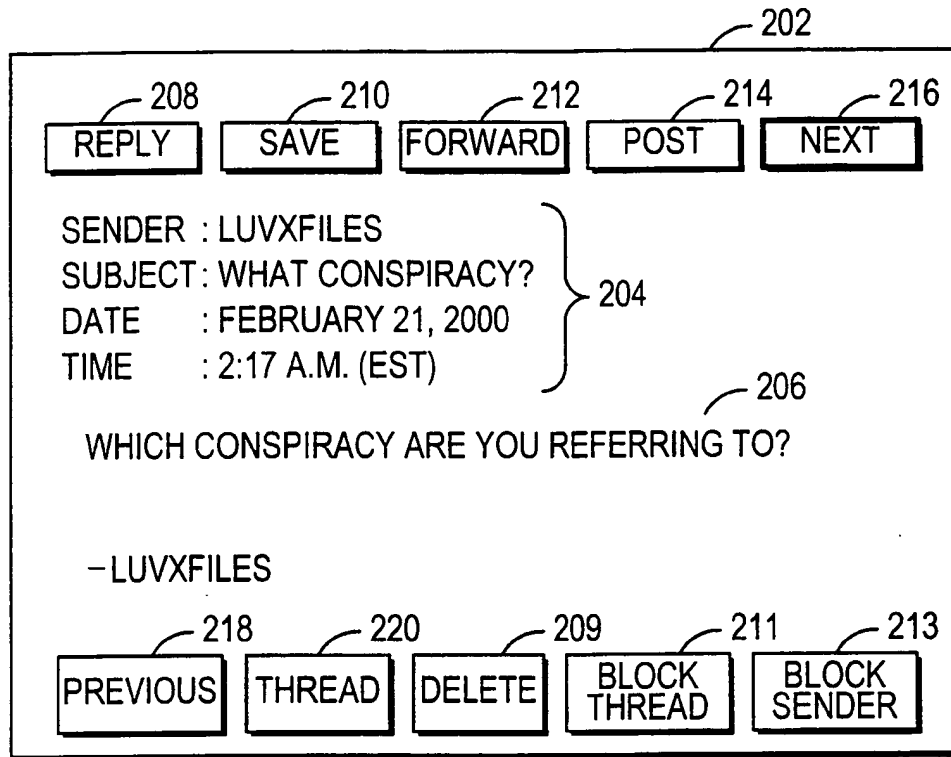 202
208 210 212 214 216
REPLY SAVE FORWARD POST NEXT
SENDER : LUVXFILES
SUBJECT : WHAT CONSPIRACY?
DATE : FEBRUARY 21, 2000
TIME : 2:17 A.M. (EST)
204
206
WHICH CONSPIRACY ARE YOU REFERRING TO?
–LUVXFILES
218 220 209 211 213
PREVIOUS THREAD DELETE BLOCK THREAD BLOCK SENDER